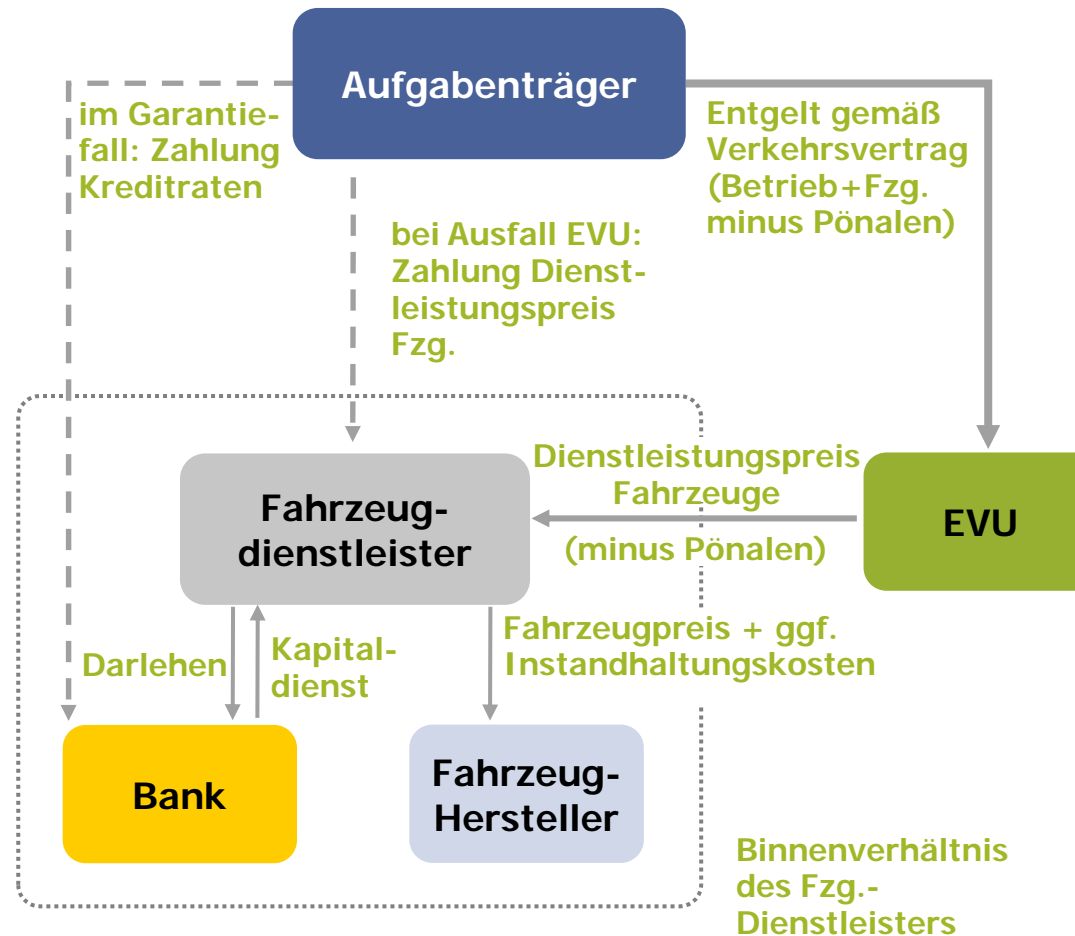 Aufgabenträger
im Garantie-
fall: Zahlung
Kreditraten
Entgelt gemäß
Verkehrsvertrag
(Betrieb+Fzg.
minus Pönalen)
bei Ausfall EVU:
Zahlung Dienst-
leistungspreis
Fzg.
Dienstleistungspreis
Fahrzeuge
(minus Pönalen)
Fahrzeug-
dienstleister
EVU
Darlehen
Kapital-
dienst
Fahrzeugpreis + ggf.
Instandhaltungskosten
Bank
Fahrzeug-
Hersteller
Binnenverhältnis
des Fzg.-
Dienstleisters